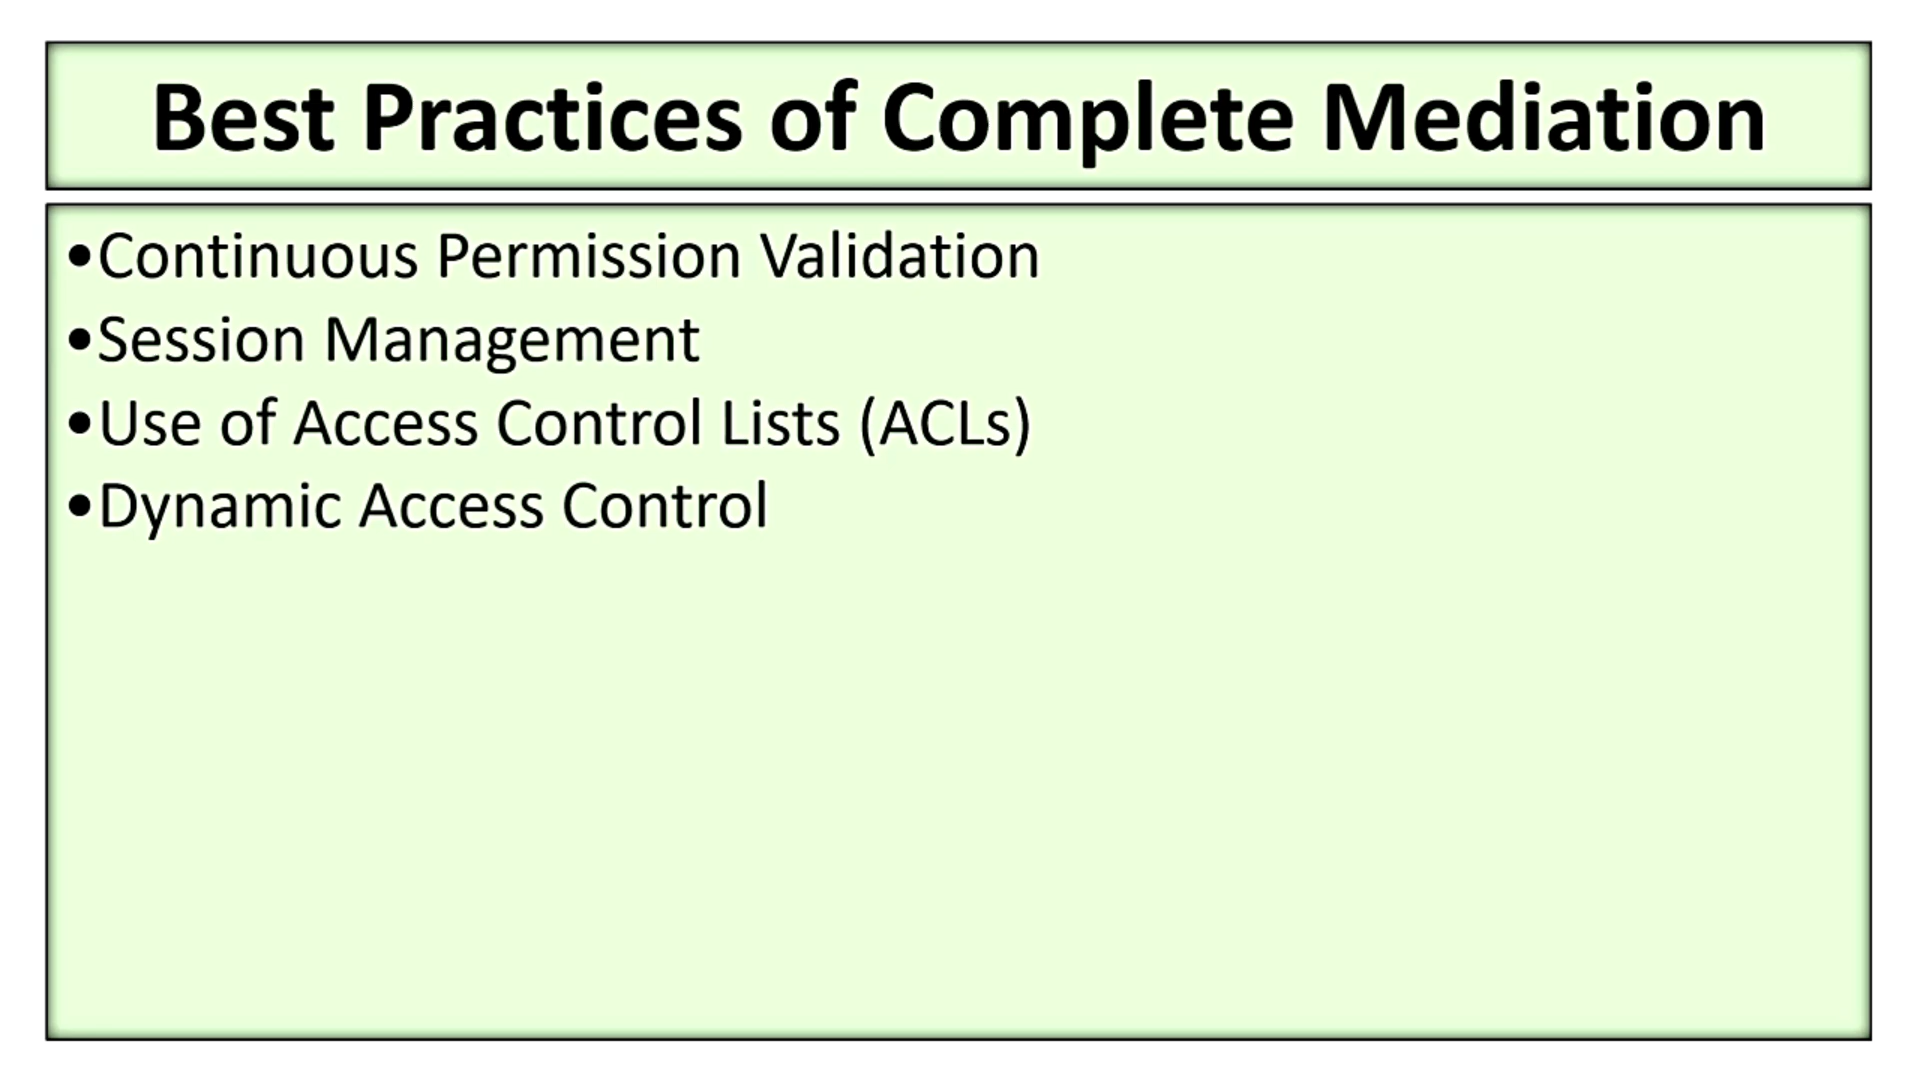 Best Practices of Complete Mediation
•Continuous Permission Validation
•Session Management
•Use of Access Control Lists (ACLs)
•Dynamic Access Control